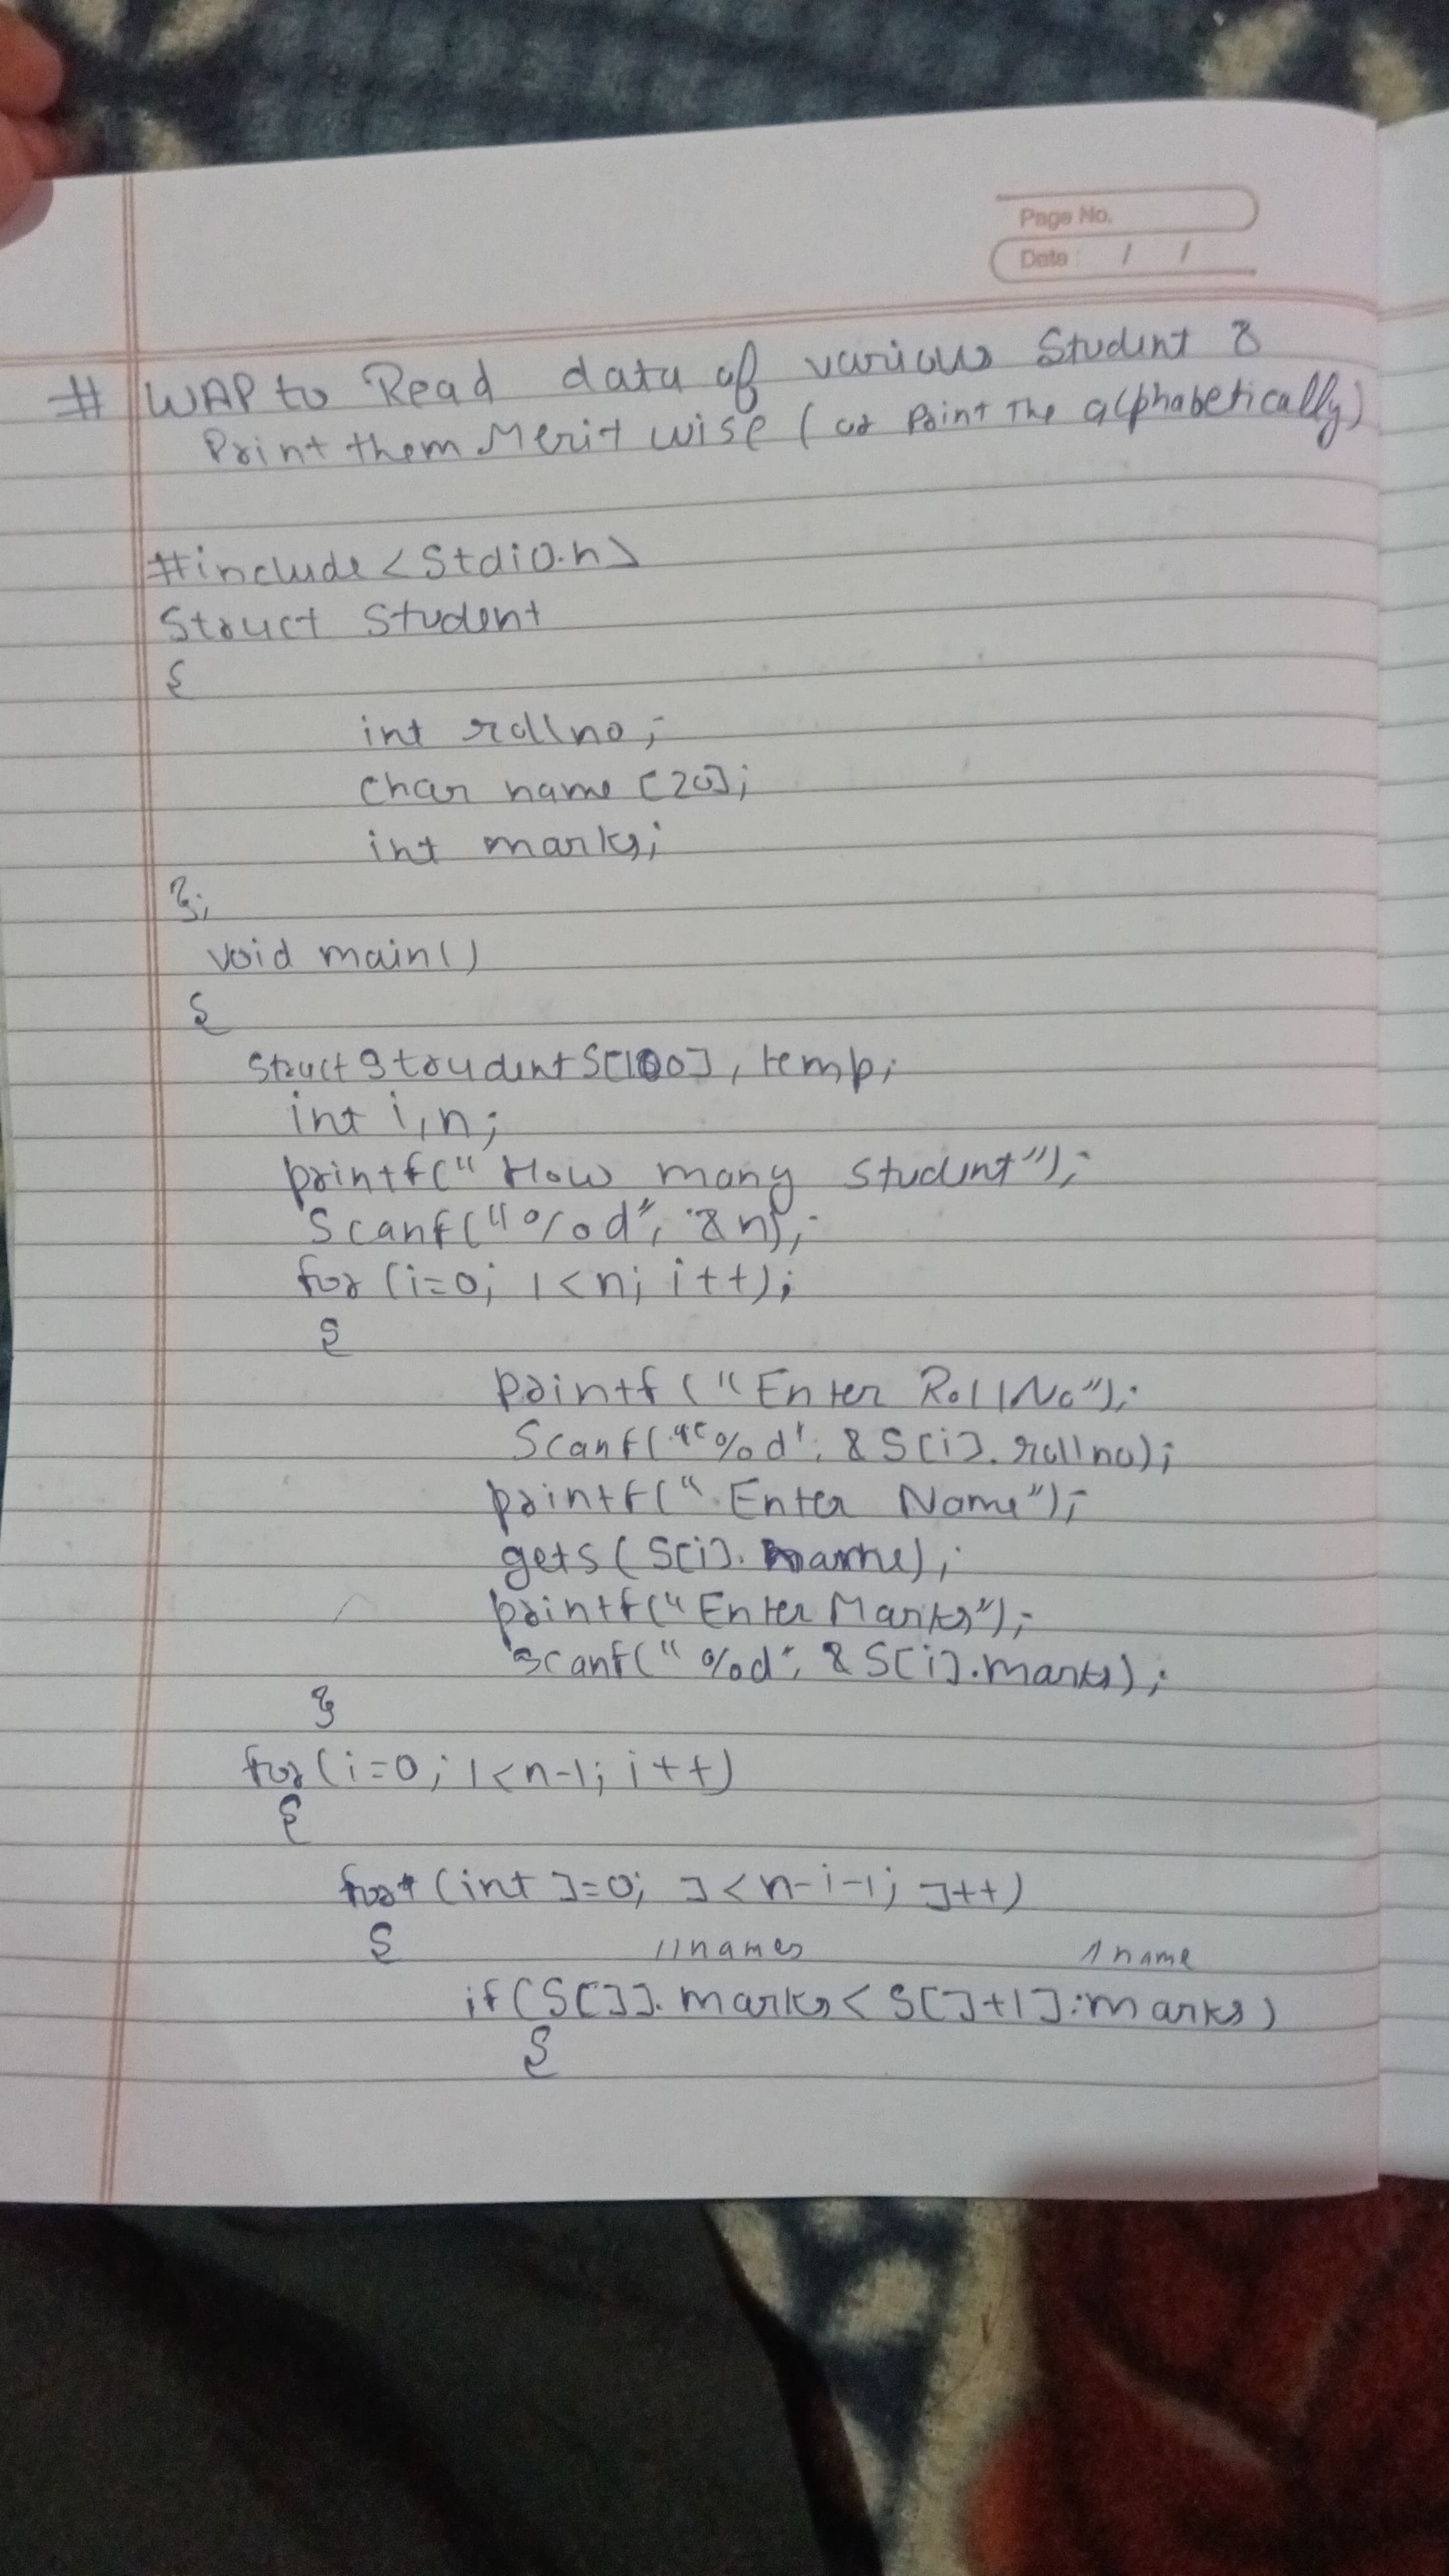 Page No.
Date : / /
# WAP to Read data of various Student &
Print them Merit wise ( or Print The alphabetically)
#include <Stdio.h>
Struct Student
{
int rollno;
char name [20];
int marks;
};
void main()
{
Struct Stoudent S[100], temp;
int i, n;
printf(" How many Student");
Scanf("%d", &n);
for (i=0; i<n; i++);
{
printf ("Enter Roll No");
Scanf("%d", &S[i]. rollno);
printf(" Enter Name");
gets(S[i]. name);
printf("Enter Marks");
Scanf(" %d", &S[i].marks);
}
for(i=0; i<n-1; i++)
{
for (int J=0; J<n-i-1; J++)
{ //names //name
if(S[J]. marks < S[J+1].marks)
{